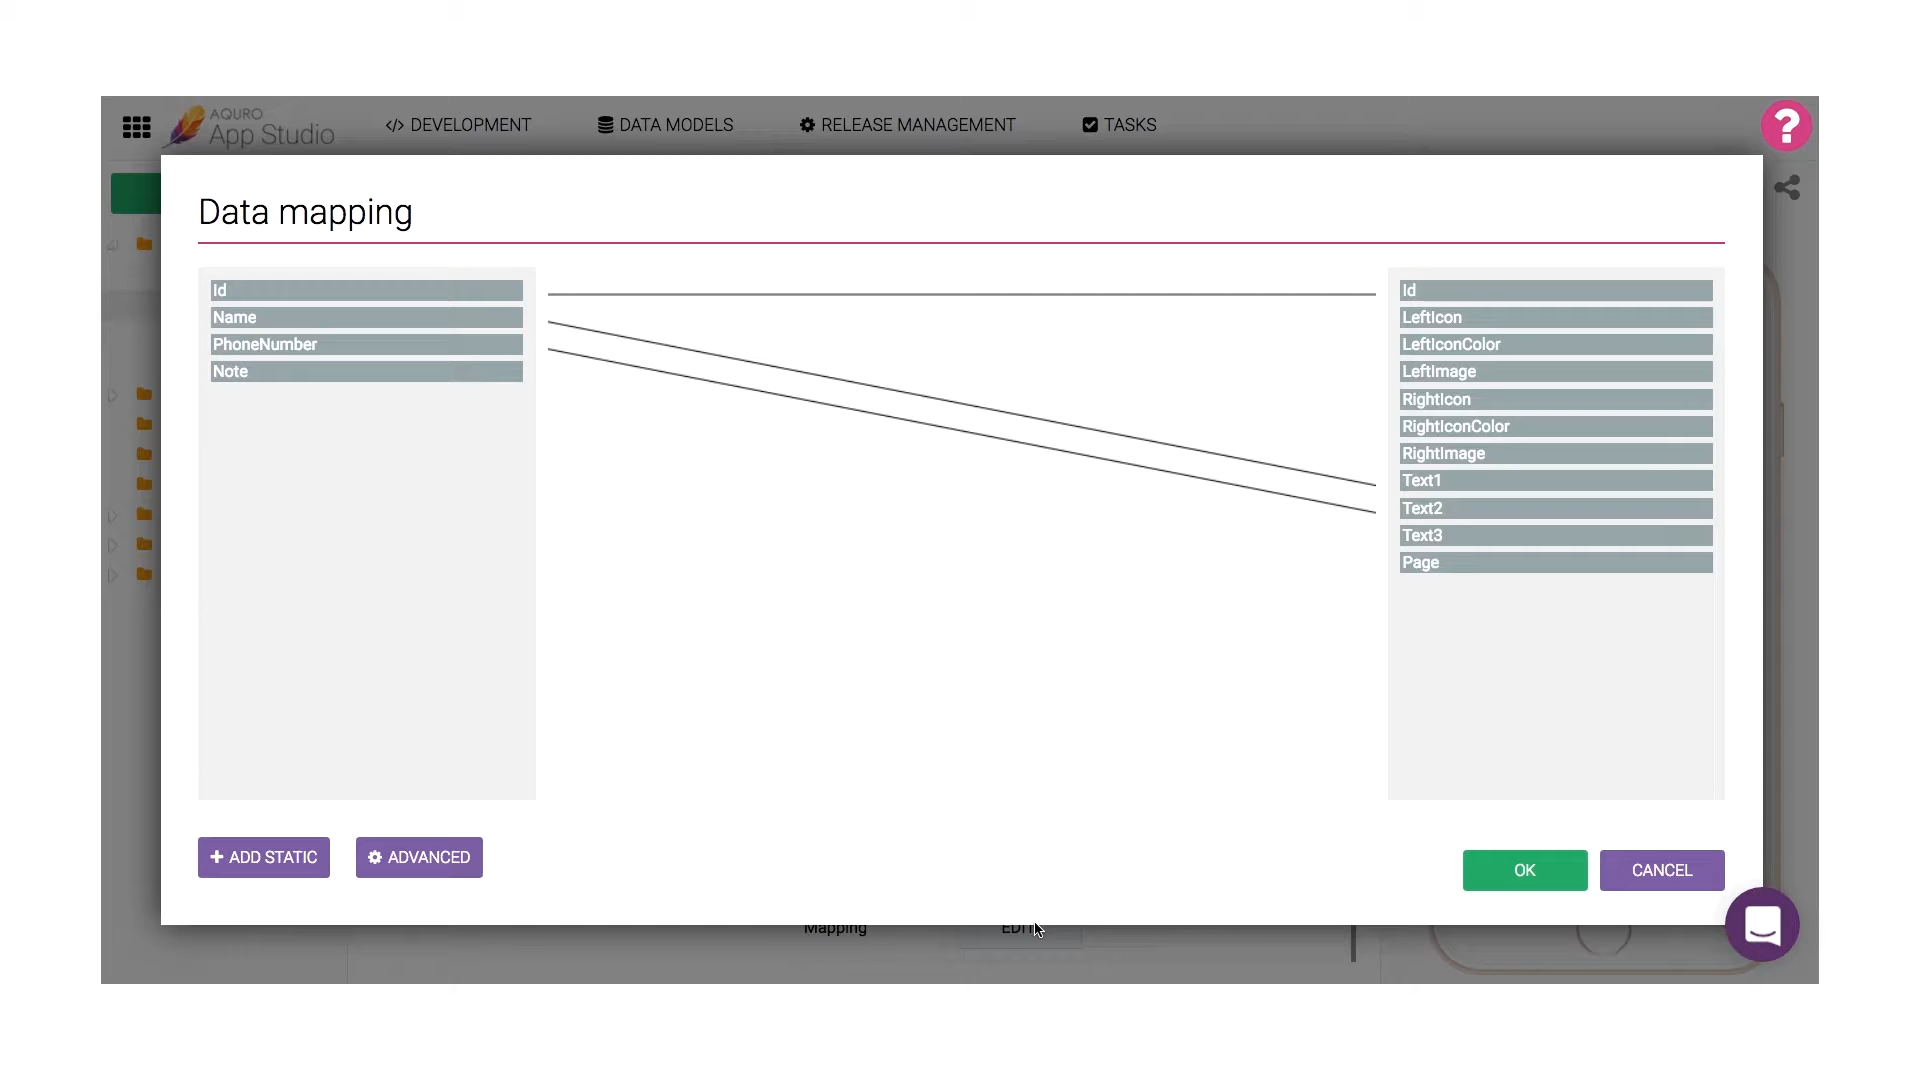 AQURO
App Studio
DEVELOPMENT
DATA MODELS
RELEASE MANAGEMENT
TASKS
?
Data mapping
Id
Name
PhoneNumber
Note
Id
LeftIcon
LeftIconColor
LeftImage
RightIcon
RightIconColor
RightImage
Text1
Text2
Text3
Page
ADD STATIC
ADVANCED
OK
CANCEL
Mapping
EDIT